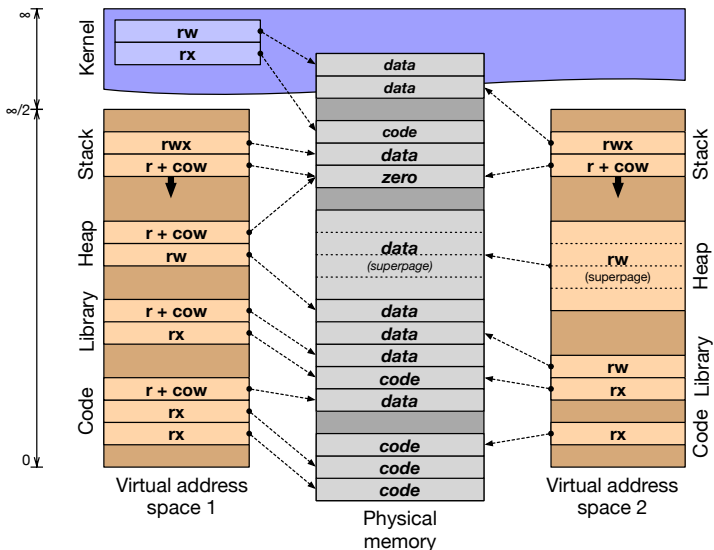 ∞
Kernel
rw
rx
∞/2
Stack
rwx
r + cow
Heap
r + cow
rw
Library
r + cow
rx
Code
r + cow
rx
rx
0
Virtual address
space 1
data
data
code
data
zero
data
(superpage)
data
data
data
code
data
code
code
code
Physical
memory
rwx
r + cow
Stack
rw
(superpage)
Heap
rw
rx
Library
rx
Code
Virtual address
space 2